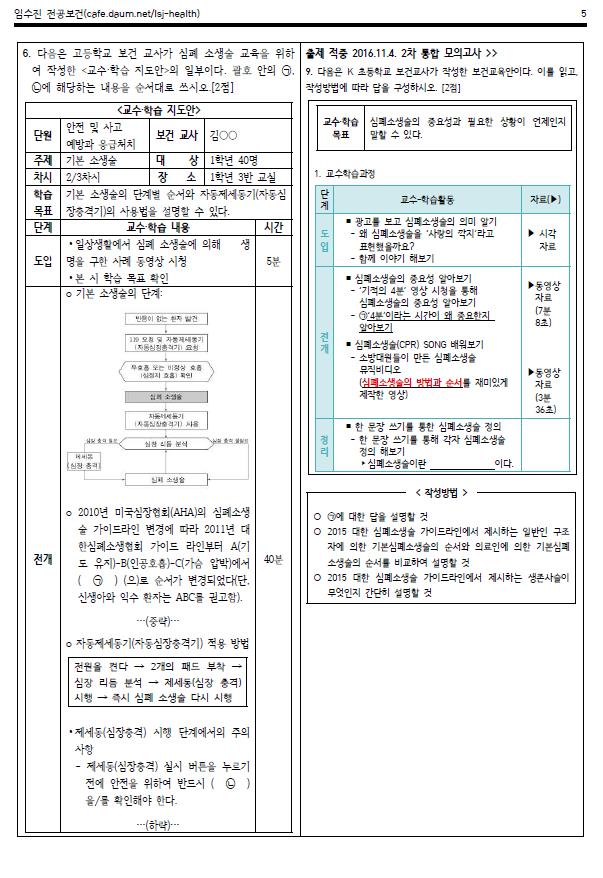 임수진 전공보건(cafe.daum.net/lsj-health)
5
6. 다음은 고등학교 보건 교사가 심폐 소생술 교육을 위하
여 작성한 <교수·학습 지도안>의 일부이다. 괄호 안의 ㉠,
㉡에 해당하는 내용을 순서대로 쓰시오.[2점]
<교수·학습 지도안>
단원
안전 및 사고
예방과 응급처치
보건 교사
김○○
주제
기본 소생술
대 상
1학년 40명
차시
2/3차시
장 소
1학년 3반 교실
학습
목표
기본 소생술의 단계별 순서와 자동제세동기(자동심
장충격기)의 사용법을 설명할 수 있다.
단계
교수·학습 내용
시간
도입
•일상생활에서 심폐 소생술에 의해 생
명을 구한 사례 동영상 시청
•본 시 학습 목표 확인
5분
전개
○ 기본 소생술의 단계:
반응이 없는 환자 발견
119 요청 및 자동제세동기
(자동심장충격기) 요청
무호흡 또는 비정상 호흡
(심정지 호흡) 확인
심폐 소생술
자동제세동기
(자동심장충격기) 사용
심장 리듬 분석
제세동
(심장 충격)
심폐 소생술
○ 2010년 미국심장협회(AHA)의 심폐소생
술 가이드라인 변경에 따라 2011년 대
한심폐소생협회 가이드 라인부터 A(기
도 유지)-B(인공호흡)-C(가슴 압박)에서
( ㉠ ) (으)로 순서가 변경되었다(단,
신생아와 익수 환자는 ABC를 권고함).
…(중략)…
○ 자동제세동기(자동심장충격기) 적용 방법
전원을 켠다 → 2개의 패드 부착 →
심장 리듬 분석 → 제세동(심장 충격)
시행 → 즉시 심폐 소생술 다시 시행
•제세동(심장충격) 시행 단계에서의 주의
사항
- 제세동(심장충격) 실시 버튼을 누르기
전에 안전을 위하여 반드시 ( ㉡ )
을/를 확인해야 한다.
…(하략)…
40분
출제 적중 2016.11.4. 2차 통합 모의고사 >>
9. 다음은 K 초등학교 보건교사가 작성한 보건교육안이다. 이를 읽고,
작성방법에 따라 답을 구성하시오. [2점]
교수·학습
목표
심폐소생술의 중요성과 필요한 상황이 언제인지
말할 수 있다.
1. 교수학습과정
단
계
교수-학습활동
자료(▶)
도
입
■ 광고를 보고 심폐소생술의 의미 알기
- 왜 심폐소생술을 '사랑의 깍지'라고
표현했을까요?
- 함께 이야기 해보기
▶ 시각
자료
전
개
■ 심폐소생술의 중요성 알아보기
- '기적의 4분' 영상 시청을 통해
심폐소생술의 중요성 알아보기
- ㉠'4분'이라는 시간이 왜 중요한지
알아보기
■ 심폐소생술(CPR) SONG 배워보기
- 소방대원들이 만든 심폐소생술
뮤직비디오
(심폐소생술의 방법과 순서를 재미있게
제작한 영상)
▶동영상
자료
(7분
8초)
▶동영상
자료
(3분
36초)
정
리
■ 한 문장 쓰기를 통한 심폐소생술 정의
- 한 문장 쓰기를 통해 각자 심폐소생술
정의 해보기
▶심폐소생술이란 ____________이다.
< 작성방법 >
○ ㉠에 대한 답을 설명할 것
○ 2015 대한 심폐소생술 가이드라인에서 제시하는 일반인 구조
자에 의한 기본심폐소생술의 순서와 의료인에 의한 기본심폐
소생술의 순서를 비교하여 설명할 것
○ 2015 대한 심폐소생술 가이드라인에서 제시하는 생존사슬이
무엇인지 간단히 설명할 것